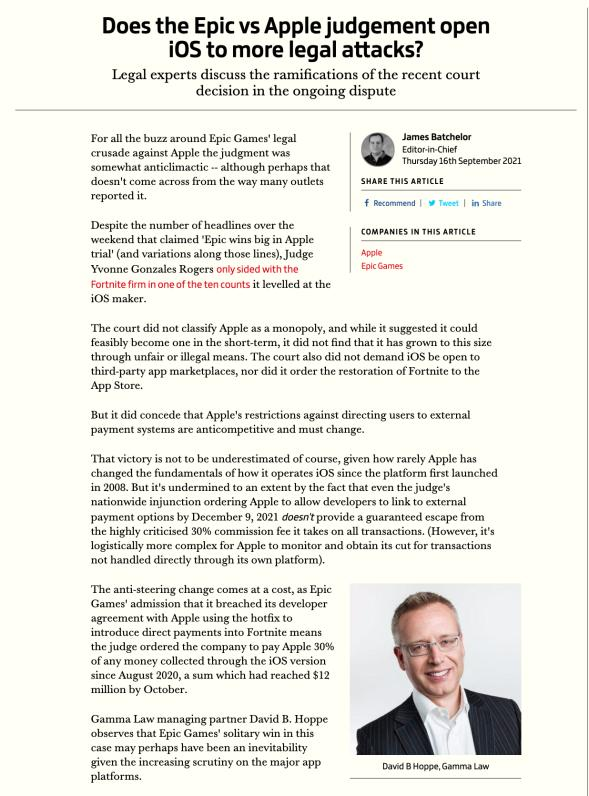 Does the Epic vs Apple judgement open
iOS to more legal attacks?
Legal experts discuss the ramifications of the recent court
decision in the ongoing dispute
For all the buzz around Epic Games' legal
crusade against Apple the judgment was
somewhat anticlimactic -- although perhaps that
doesn't come across from the way many outlets
reported it.
Despite the number of headlines over the
weekend that claimed 'Epic wins big in Apple
trial' (and variations along those lines), Judge
Yvonne Gonzales Rogers only sided with the
Fortnite firm in one of the ten counts it levelled at the
iOS maker.
James Batchelor
Editor-in-Chief
Thursday 16th September 2021
SHARE THIS ARTICLE
Recommend | Tweet | in Share
COMPANIES IN THIS ARTICLE
Apple
Epic Games
The court did not classify Apple as a monopoly, and while it suggested it could
feasibly become one in the short-term, it did not find that it has grown to this size
through unfair or illegal means. The court also did not demand iOS be open to
third-party app marketplaces, nor did it order the restoration of Fortnite to the
App Store.
But it did concede that Apple's restrictions against directing users to external
payment systems are anticompetitive and must change.
That victory is not to be underestimated of course, given how rarely Apple has
changed the fundamentals of how it operates iOS since the platform first launched
in 2008. But it's undermined to an extent by the fact that even the judge's
nationwide injunction ordering Apple to allow developers to link to external
payment options by December 9, 2021 doesn't provide a guaranteed escape from
the highly criticised 30% commission fee it takes on all transactions. (However, it's
logistically more complex for Apple to monitor and obtain its cut for transactions
not handled directly through its own platform).
The anti-steering change comes at a cost, as Epic
Games' admission that it breached its developer
agreement with Apple using the hotfix to
introduce direct payments into Fortnite means
the judge ordered the company to pay Apple 30%
of any money collected through the iOS version
since August 2020, a sum which had reached $12
million by October.
Gamma Law managing partner David B. Hoppe
observes that Epic Games' solitary win in this
case may perhaps have been an inevitability
given the increasing scrutiny on the major app
platforms.
David B Hoppe, Gamma Law